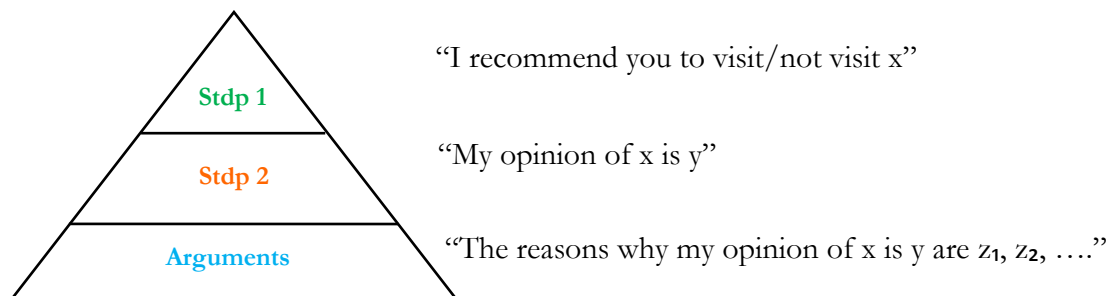 “I recommend you to visit/not visit x”
Stdp 1
“My opinion of x is y”
Stdp 2
“The reasons why my opinion of x is y are z₁, z₂, ….”
Arguments